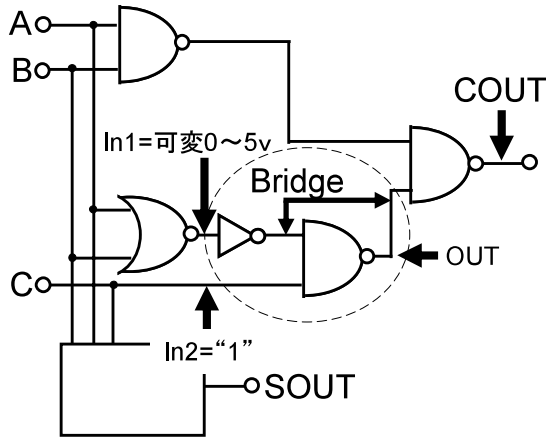 A
B
COUT
In1=可変0～5v
Bridge
OUT
C
In2=“1”
SOUT